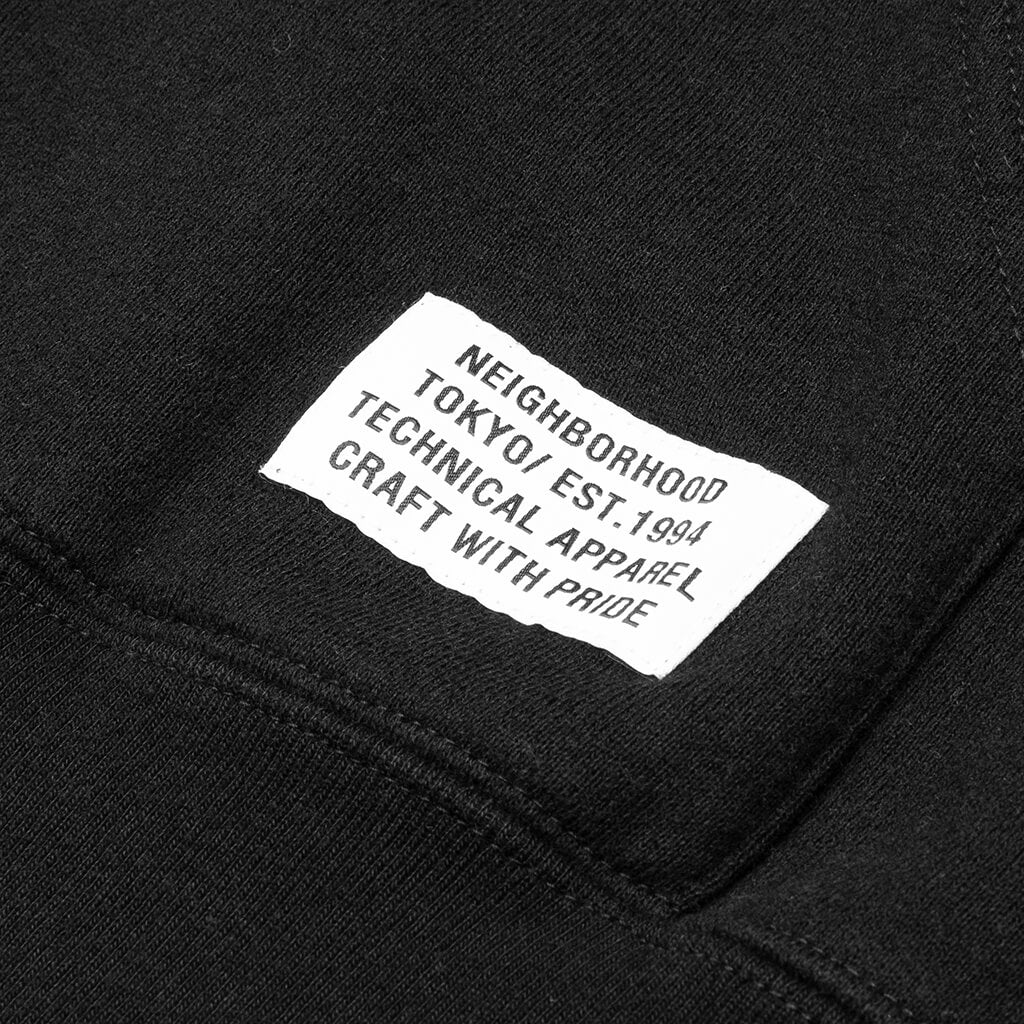 NEIGHBORHOOD
TOKYO/ EST.1994
TECHNICAL APPAREL
CRAFT WITH PRIDE